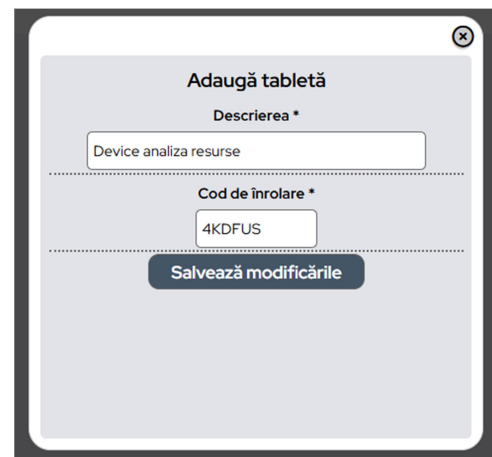 Adaugă tabletă
Descrierea *
Device analiza resurse
Cod de înrolare *
4KDFUS
Salvează modificările